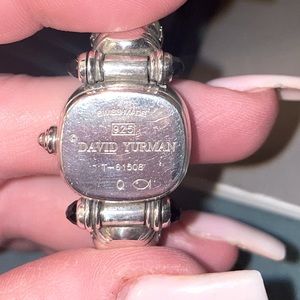 SWISS MADE
925
©DAVID YURMAN
T-61508
Q